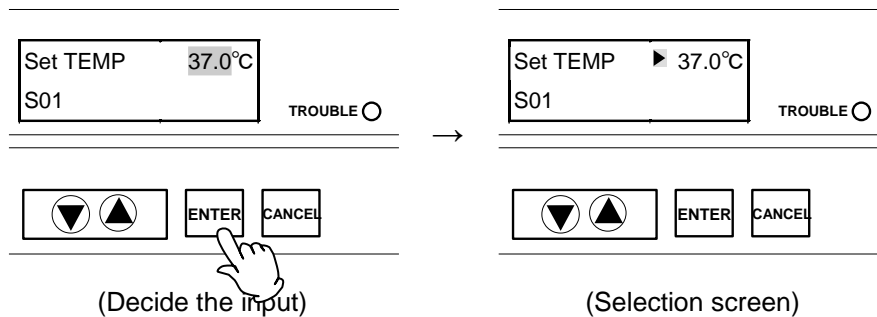 Set TEMP 37.0°C
S01
TROUBLE
▼ ▲ ENTER CANCEL
(Decide the input)
→
Set TEMP ▶ 37.0°C
S01
TROUBLE
▼ ▲ ENTER CANCEL
(Selection screen)